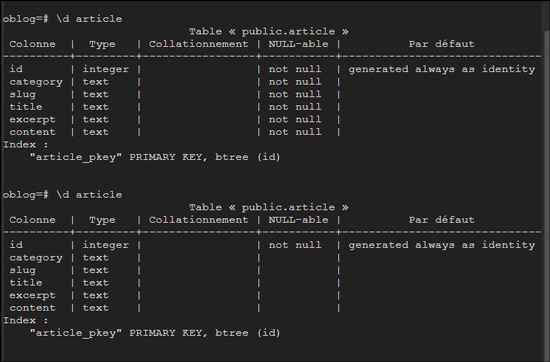 oblog=# \d article
Table « public.article »
Colonne | Type | Collationnement | NULL-able | Par défaut
----------+---------+-----------------+-----------+------------------------------
id | integer | | not null | generated always as identity
category | text | | not null |
slug | text | | not null |
title | text | | not null |
excerpt | text | | not null |
content | text | | not null |
Index :
"article_pkey" PRIMARY KEY, btree (id)
oblog=# \d article
Table « public.article »
Colonne | Type | Collationnement | NULL-able | Par défaut
----------+---------+-----------------+-----------+------------------------------
id | integer | | not null | generated always as identity
category | text | | |
slug | text | | |
title | text | | |
excerpt | text | | |
content | text | | |
Index :
"article_pkey" PRIMARY KEY, btree (id)